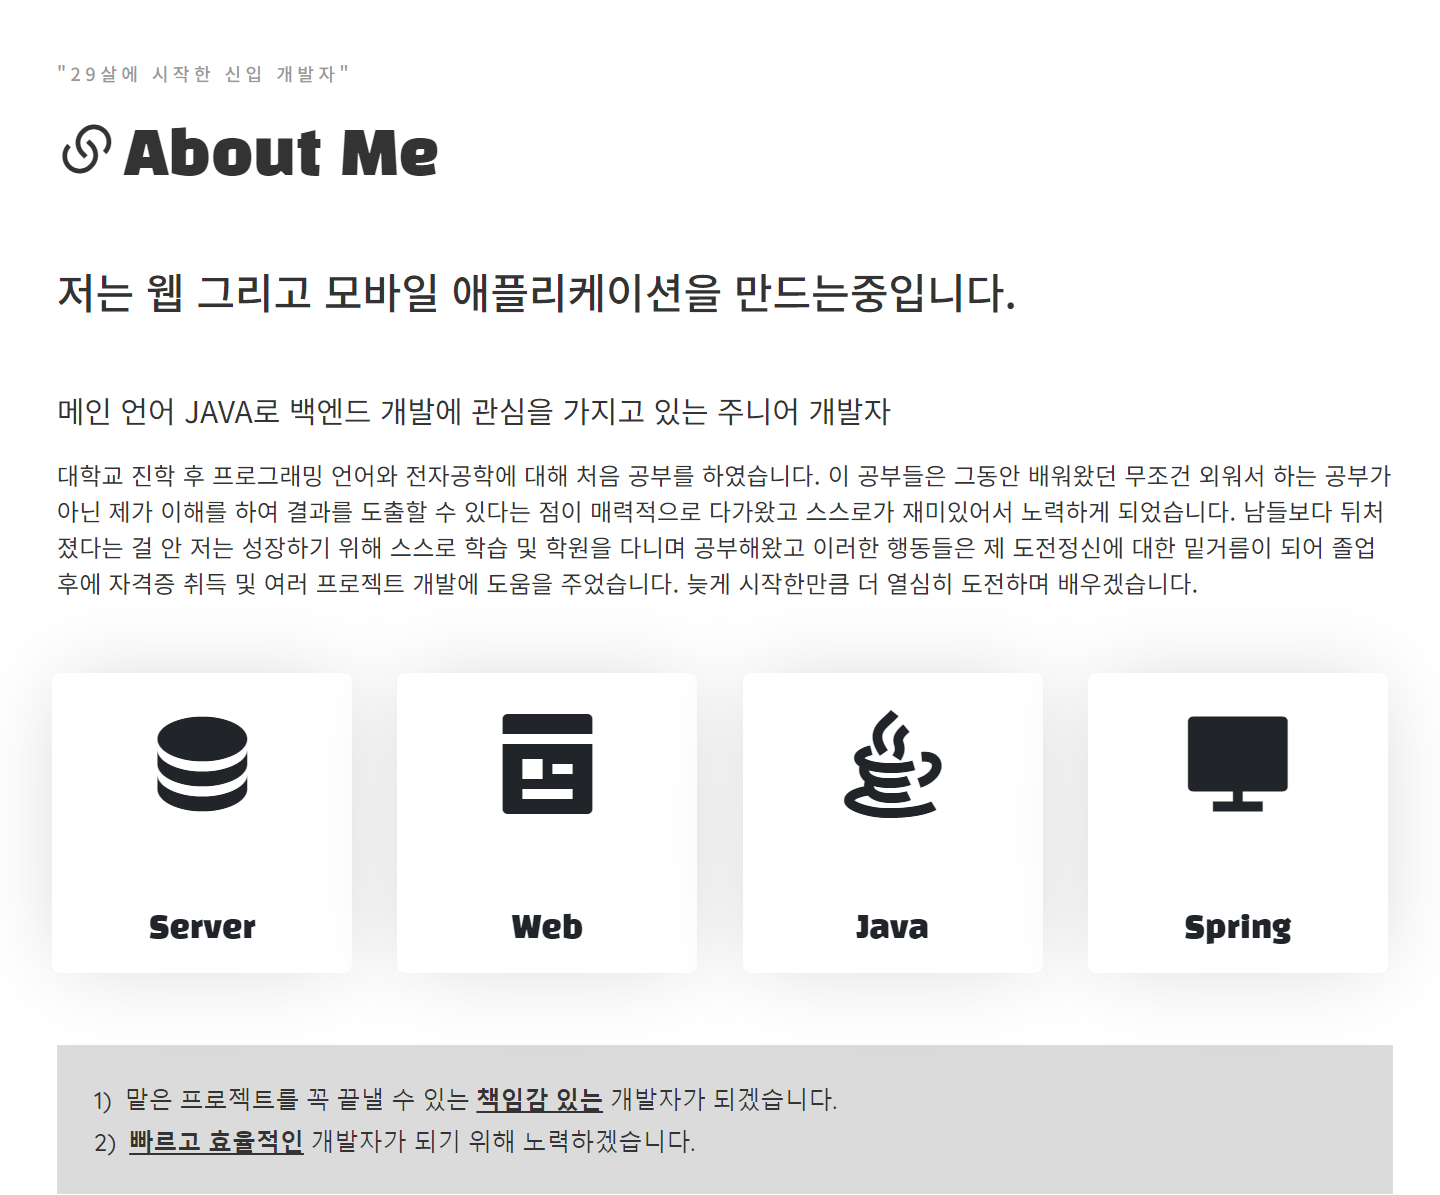 "29살에 시작한 신입 개발자"
About Me
저는 웹 그리고 모바일 애플리케이션을 만드는중입니다.
메인 언어 JAVA로 백엔드 개발에 관심을 가지고 있는 주니어 개발자
대학교 진학 후 프로그래밍 언어와 전자공학에 대해 처음 공부를 하였습니다. 이 공부들은 그동안 배워왔던 무조건 외워서 하는 공부가
아닌 제가 이해를 하여 결과를 도출할 수 있다는 점이 매력적으로 다가왔고 스스로가 재미있어서 노력하게 되었습니다. 남들보다 뒤처
졌다는 걸 안 저는 성장하기 위해 스스로 학습 및 학원을 다니며 공부해왔고 이러한 행동들은 제 도전정신에 대한 밑거름이 되어 졸업
후에 자격증 취득 및 여러 프로젝트 개발에 도움을 주었습니다. 늦게 시작한만큼 더 열심히 도전하며 배우겠습니다.
Server
Web
Java
Spring
1) 맡은 프로젝트를 꼭 끝낼 수 있는 책임감 있는 개발자가 되겠습니다.
2) 빠르고 효율적인 개발자가 되기 위해 노력하겠습니다.